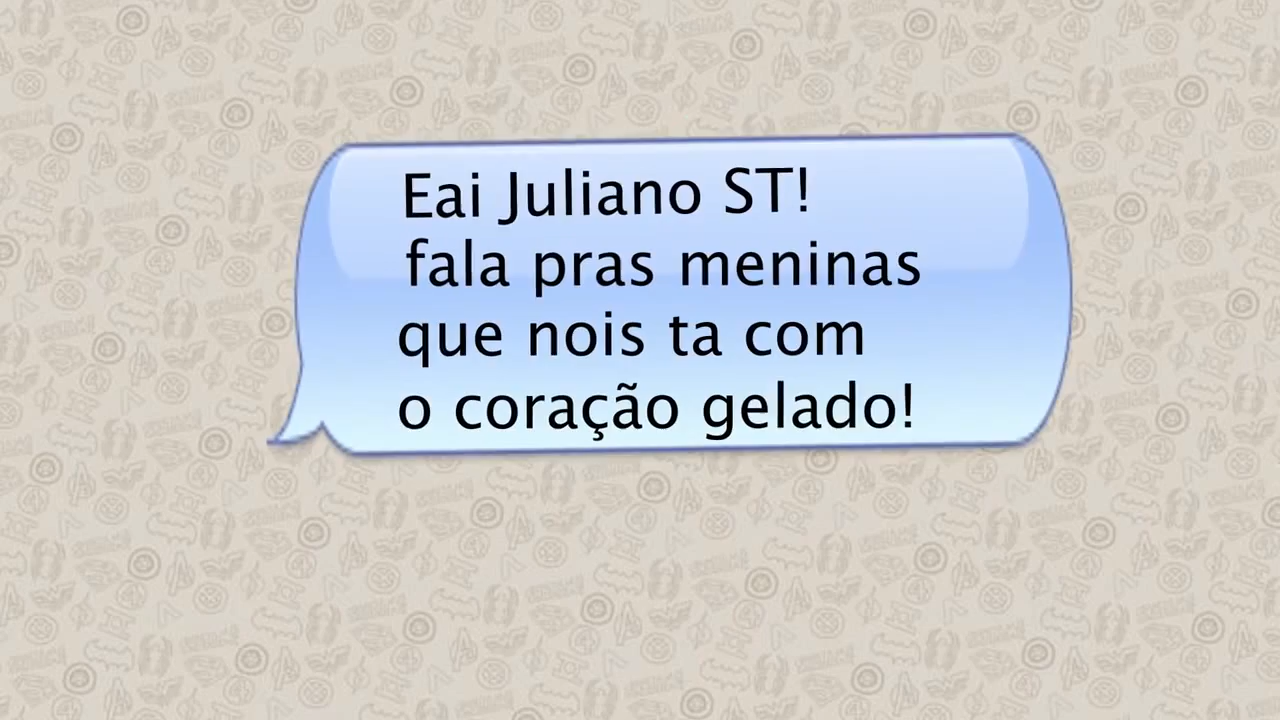 Eai Juliano ST!
fala pras meninas
que nois ta com
o coração gelado!